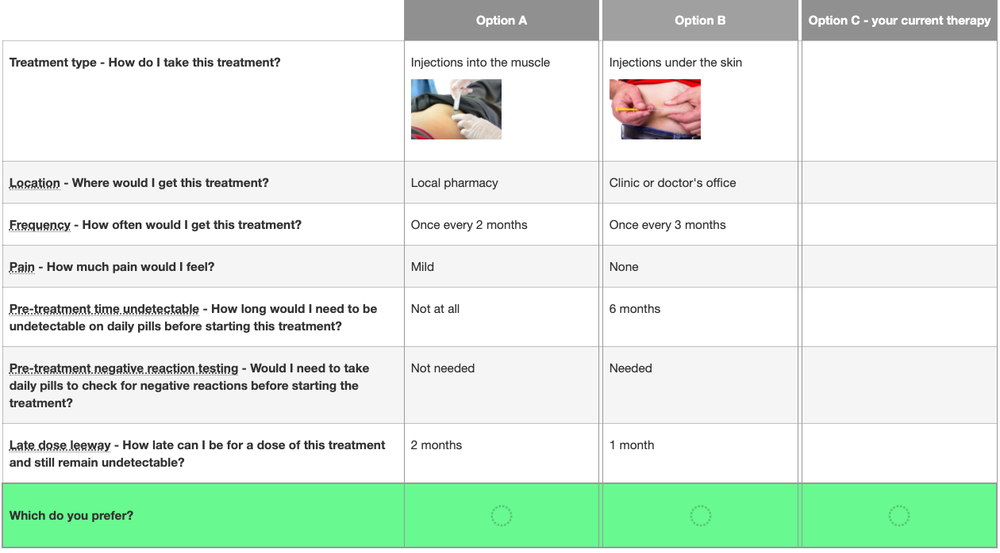 Option A
Option B
Option C - your current therapy
Treatment type - How do I take this treatment?
Injections into the muscle
Injections under the skin
Location - Where would I get this treatment?
Local pharmacy
Clinic or doctor's office
Frequency - How often would I get this treatment?
Once every 2 months
Once every 3 months
Pain - How much pain would I feel?
Mild
None
Pre-treatment time undetectable - How long would I need to be
undetectable on daily pills before starting this treatment?
Not at all
6 months
Pre-treatment negative reaction testing - Would I need to take
daily pills to check for negative reactions before starting the
treatment?
Not needed
Needed
Late dose leeway - How late can I be for a dose of this treatment
and still remain undetectable?
2 months
1 month
Which do you prefer?